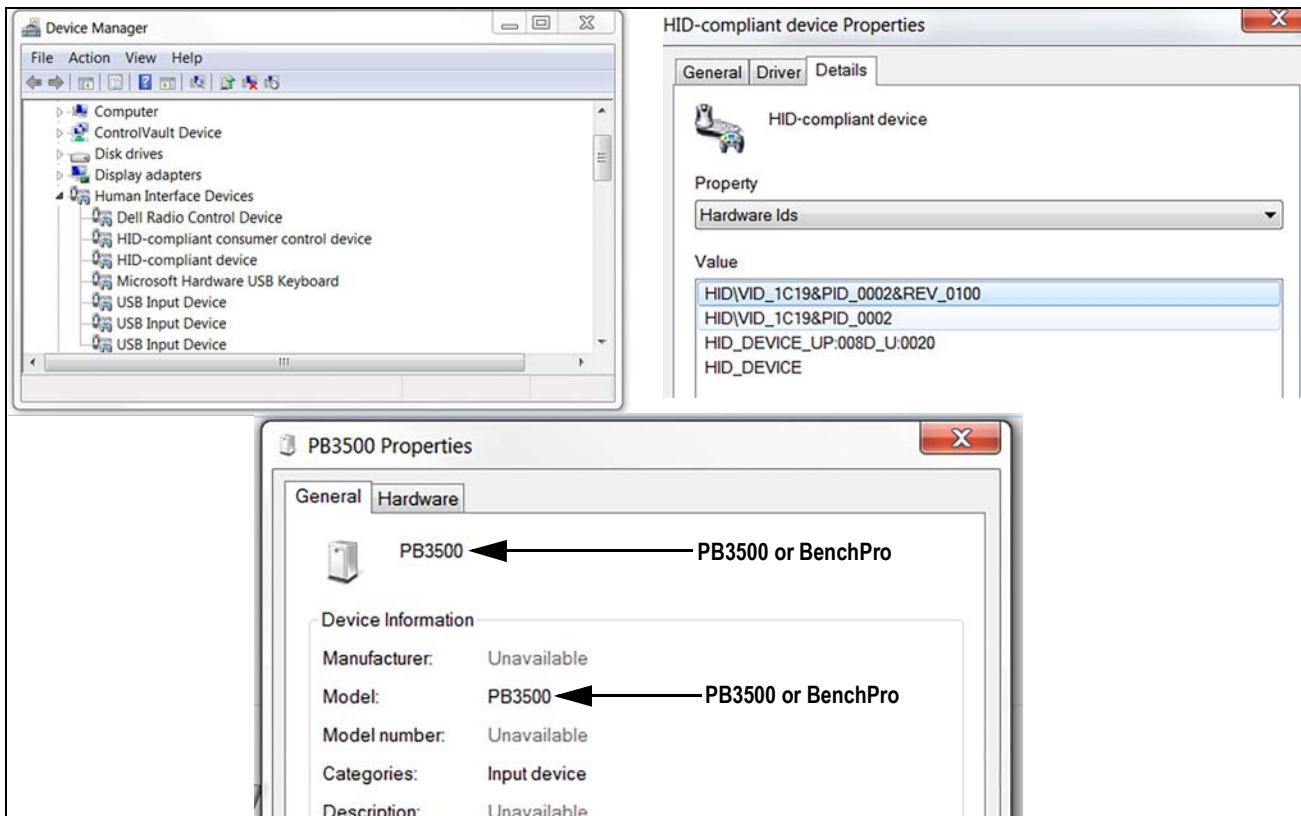 Device Manager
File Action View Help
Computer
ControlVault Device
Disk drives
Display adapters
Human Interface Devices
Dell Radio Control Device
HID-compliant consumer control device
HID-compliant device
Microsoft Hardware USB Keyboard
USB Input Device
USB Input Device
USB Input Device
HID-compliant device Properties
General Driver Details
HID-compliant device
Property
Hardware Ids
Value
HID\VID_1C19&PID_0002&REV_0100
HID\VID_1C19&PID_0002
HID_DEVICE_UP:008D_U:0020
HID_DEVICE
PB3500 Properties
General Hardware
PB3500 PB3500 or BenchPro
Device Information
Manufacturer: Unavailable
Model: PB3500 PB3500 or BenchPro
Model number: Unavailable
Categories: Input device
Description: Unavailable